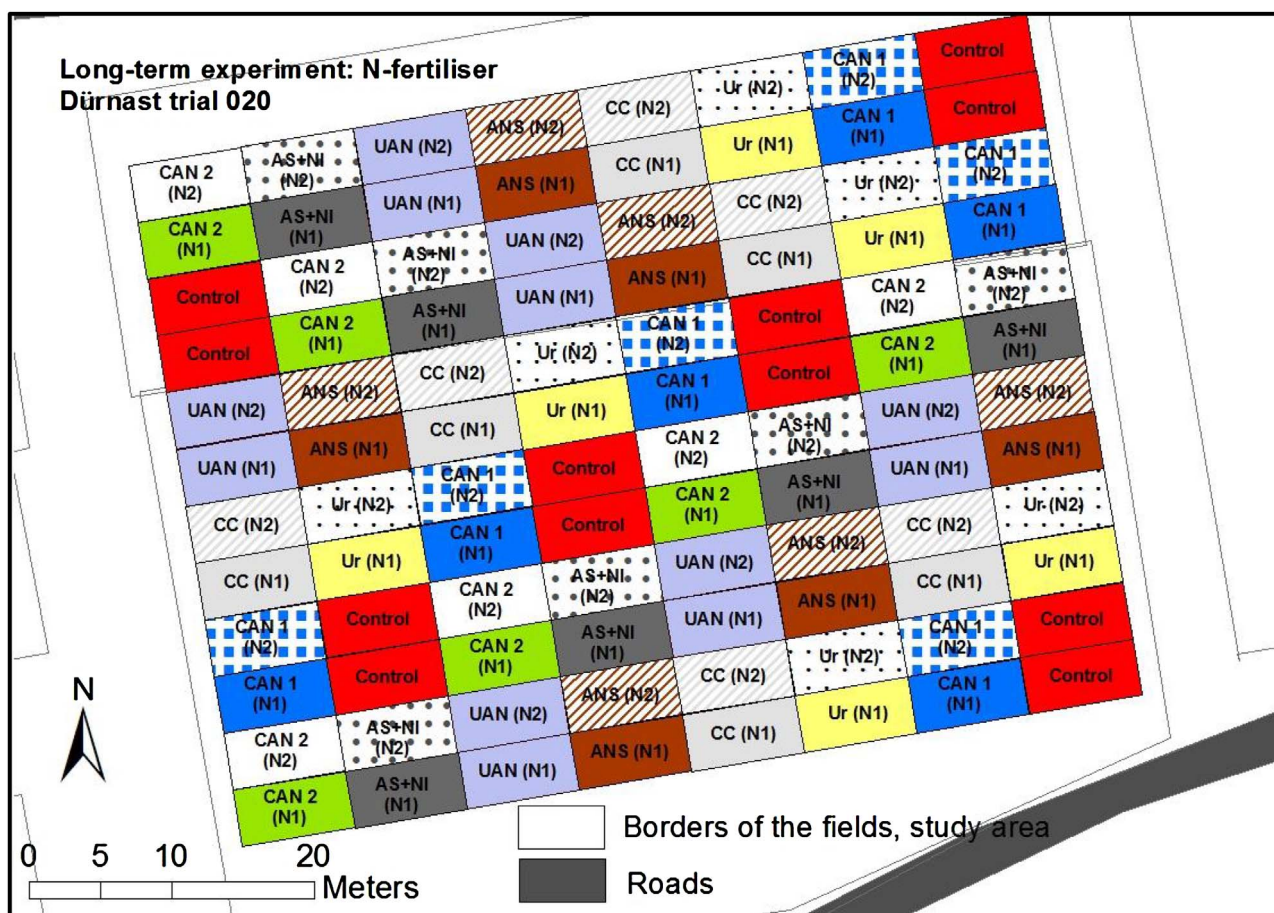 Long-term experiment: N-fertiliser
Dürnast trial 020
CAN 2
(N2)
AS+NI
(N2)
UAN (N2)
ANS (N2)
CC (N2)
Ur (N2)
CAN 1
(N2)
Control
CAN 2
(N1)
AS+NI
(N1)
UAN (N1)
ANS (N1)
CC (N1)
Ur (N1)
CAN 1
(N1)
Control
Control
CAN 2
(N2)
AS+NI
(N2)
UAN (N2)
ANS (N2)
CC (N2)
Ur (N2)
CAN 1
(N2)
Control
CAN 2
(N1)
AS+NI
(N1)
UAN (N1)
ANS (N1)
CC (N1)
Ur (N1)
CAN 1
(N1)
UAN (N2)
ANS (N2)
CC (N2)
Ur (N2)
CAN 1
(N2)
Control
CAN 2
(N2)
AS+NI
(N2)
UAN (N1)
ANS (N1)
CC (N1)
Ur (N1)
CAN 1
(N1)
Control
CAN 2
(N1)
AS+NI
(N1)
CC (N2)
Ur (N2)
CAN 1
(N2)
Control
CAN 2
(N2)
AS+NI
(N2)
UAN (N2)
ANS (N2)
CC (N1)
Ur (N1)
CAN 1
(N1)
Control
CAN 2
(N1)
AS+NI
(N1)
UAN (N1)
ANS (N1)
CAN 1
(N2)
Control
CAN 2
(N2)
AS+NI
(N2)
UAN (N2)
ANS (N2)
CC (N2)
Ur (N2)
CAN 1
(N1)
Control
CAN 2
(N1)
AS+NI
(N1)
UAN (N1)
ANS (N1)
CC (N1)
Ur (N1)
CAN 2
(N2)
AS+NI
(N2)
UAN (N2)
ANS (N2)
CC (N2)
Ur (N2)
CAN 1
(N2)
Control
CAN 2
(N1)
AS+NI
(N1)
UAN (N1)
ANS (N1)
CC (N1)
Ur (N1)
CAN 1
(N1)
Control
N
0 5 10 20
Meters
Borders of the fields, study area
Roads